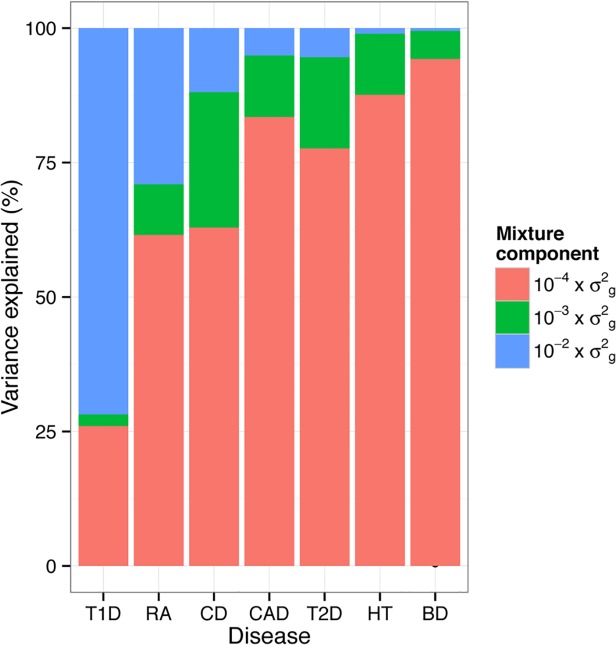 Variance explained (%)
100
75
50
25
0
T1D RA CD CAD T2D HT BD
Disease
Mixture
component
10⁻⁴ x σ²g
10⁻³ x σ²g
10⁻² x σ²g